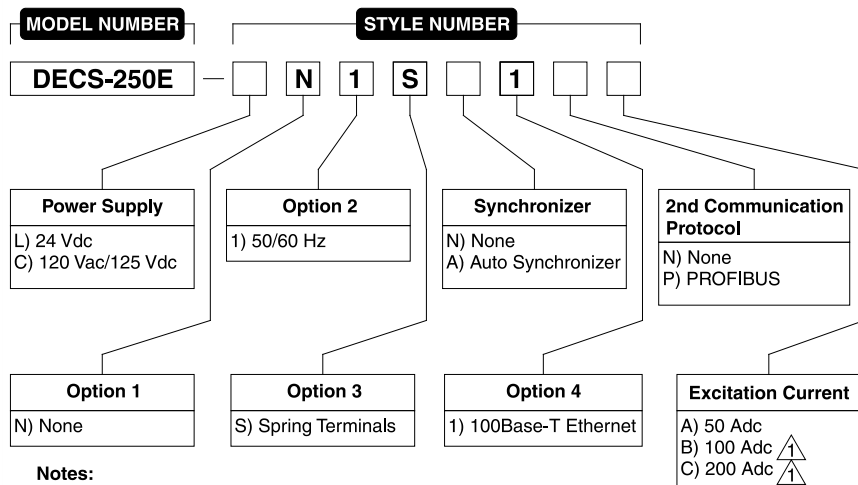 MODEL NUMBER
STYLE NUMBER
DECS-250E
N 1 S 1
Power Supply
L) 24 Vdc
C) 120 Vac/125 Vdc
Option 2
1) 50/60 Hz
Synchronizer
N) None
A) Auto Synchronizer
2nd Communication
Protocol
N) None
P) PROFIBUS
Option 1
N) None
Option 3
S) Spring Terminals
Option 4
1) 100Base-T Ethernet
Excitation Current
A) 50 Adc
B) 100 Adc 1
C) 200 Adc 1
Notes: